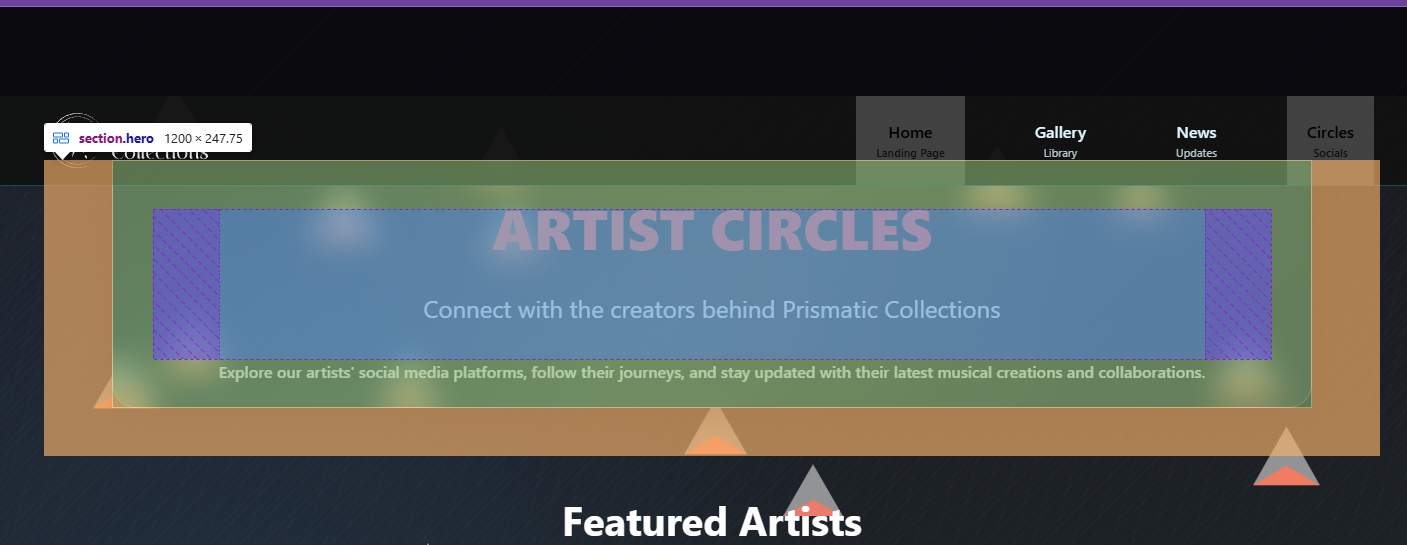 section.hero 1200 × 247.75
Collections
Home
Landing Page
Gallery
Library
News
Updates
Circles
Socials
ARTIST CIRCLES
Connect with the creators behind Prismatic Collections
Explore our artists' social media platforms, follow their journeys, and stay updated with their latest musical creations and collaborations.
Featured Artists